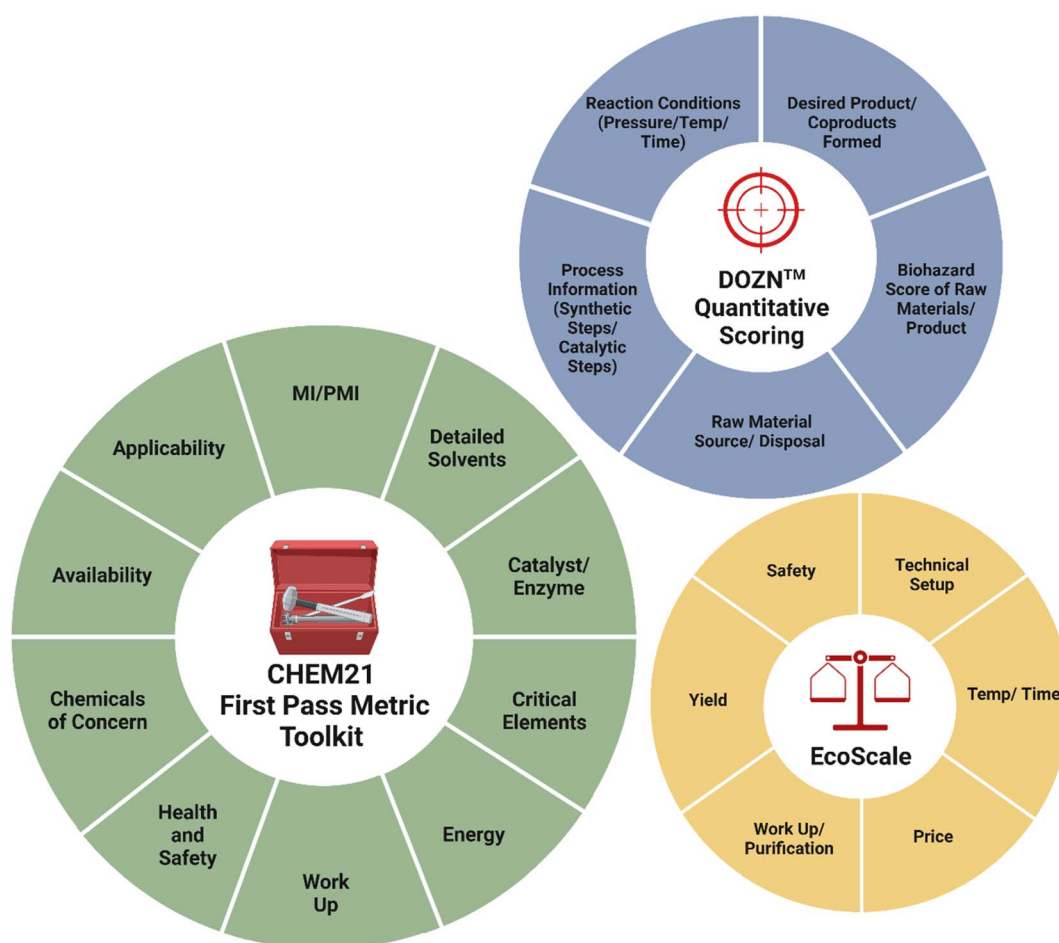 Reaction Conditions
(Pressure/Temp/
Time)
Desired Product/
Coproducts
Formed
Biohazard
Score of Raw
Materials/
Product
Raw Material
Source/ Disposal
Process
Information
(Synthetic
Steps/
Catalytic
Steps)
DOZN™
Quantitative
Scoring
MI/PMI
Detailed
Solvents
Catalyst/
Enzyme
Critical
Elements
Energy
Work
Up
Health
and
Safety
Chemicals
of Concern
Availability
Applicability
CHEM21
First Pass Metric
Toolkit
Safety
Technical
Setup
Temp/ Time
Price
Work Up/
Purification
Yield
EcoScale